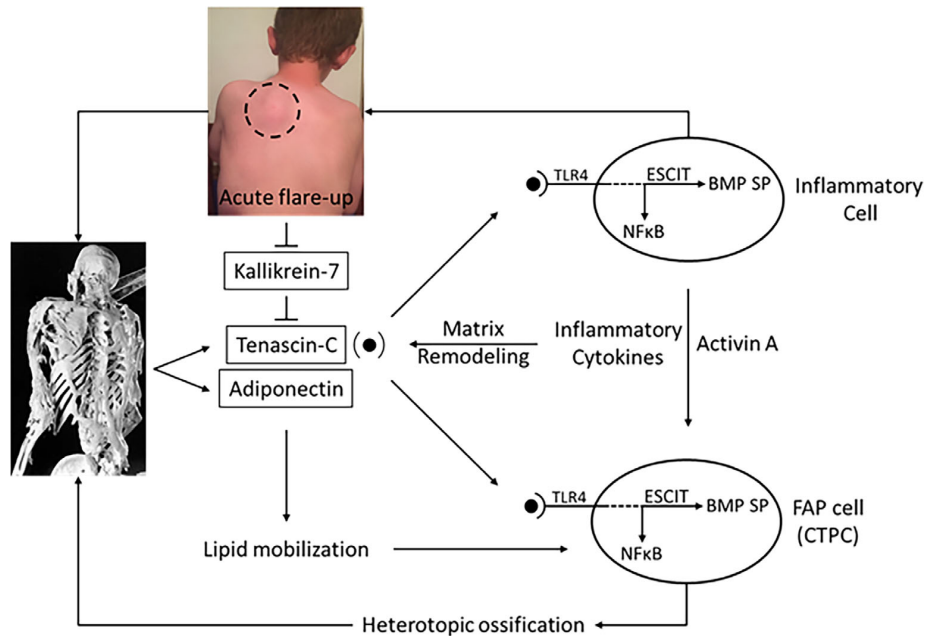 Acute flare-up
Kallikrein-7
Tenascin-C
Adiponectin
Lipid mobilization
Heterotopic ossification
Matrix
Remodeling
Inflammatory
Cytokines
Activin A
TLR4
ESCIT
BMP SP
NFκB
Inflammatory
Cell
TLR4
ESCIT
BMP SP
NFκB
FAP cell
(CTPC)